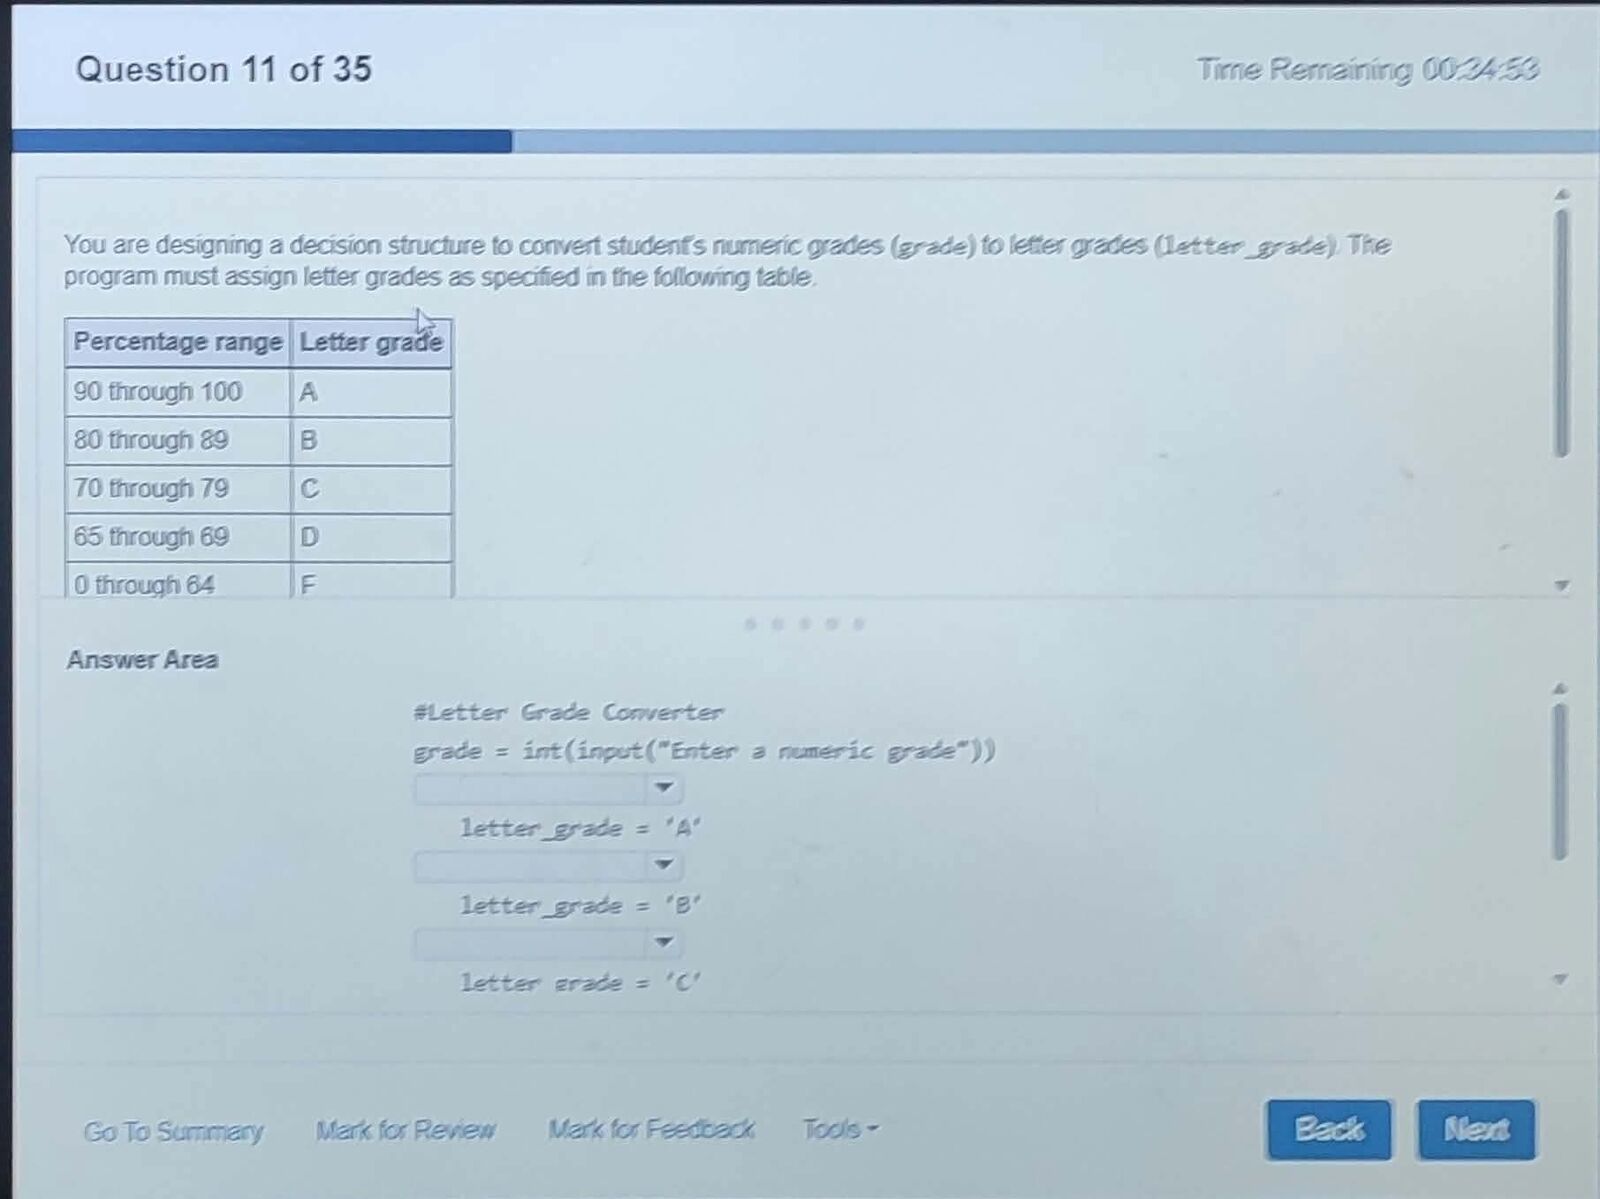 Question 11 of 35
Time Remaining 00:34:53
You are designing a decision structure to convert student's numeric grades (grade) to letter grades (letter_grade). The
program must assign letter grades as specified in the following table.
Percentage range Letter grade
90 through 100 A
80 through 89 B
70 through 79 C
65 through 69 D
0 through 64 F
Answer Area
#Letter Grade Converter
grade = int(input("Enter a numeric grade"))
letter_grade = 'A'
letter_grade = 'B'
letter grade = 'C'
Go To Summary Mark for Review Mark for Feedback Tools
Back Next